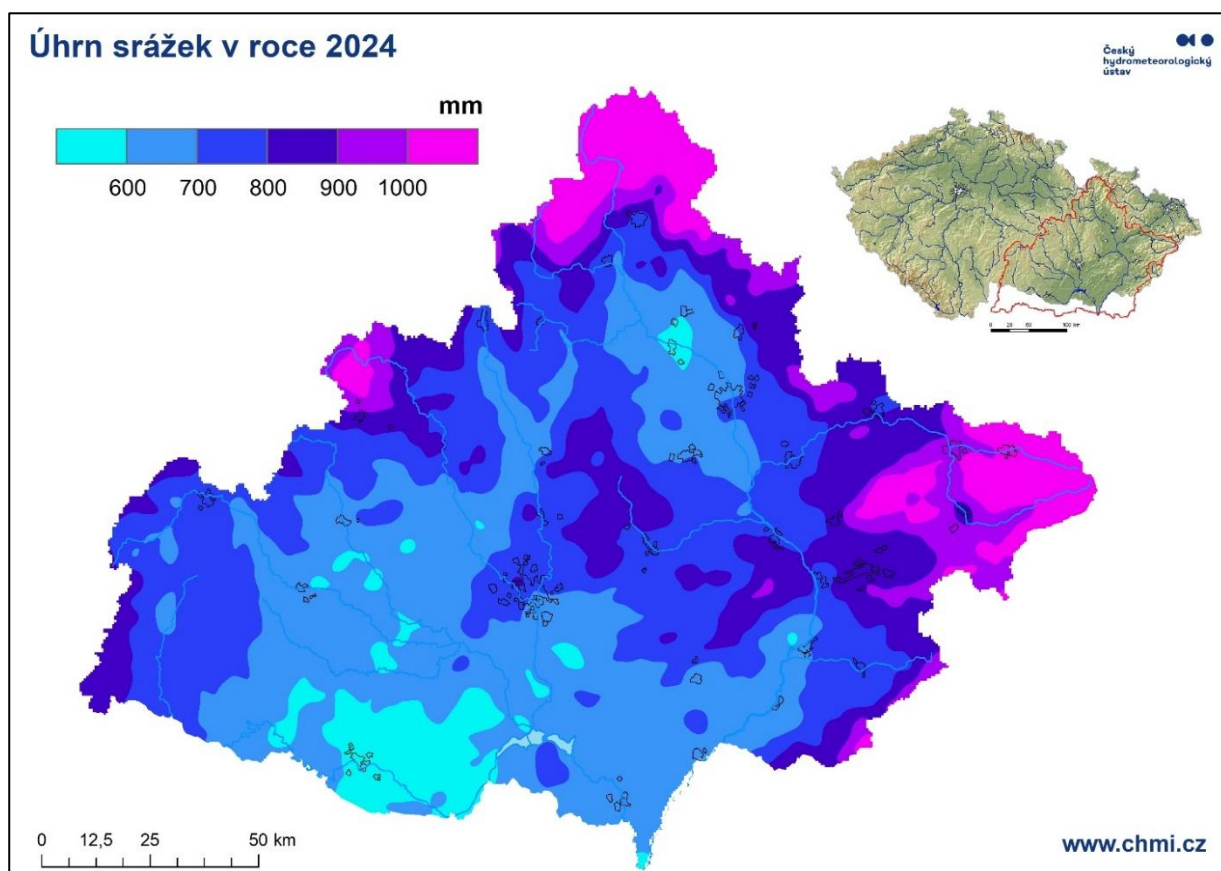 Úhrn srážek v roce 2024
Český
hydrometeorologický
ústav
mm
600 700 800 900 1000
0 12,5 25 50 km
www.chmi.cz